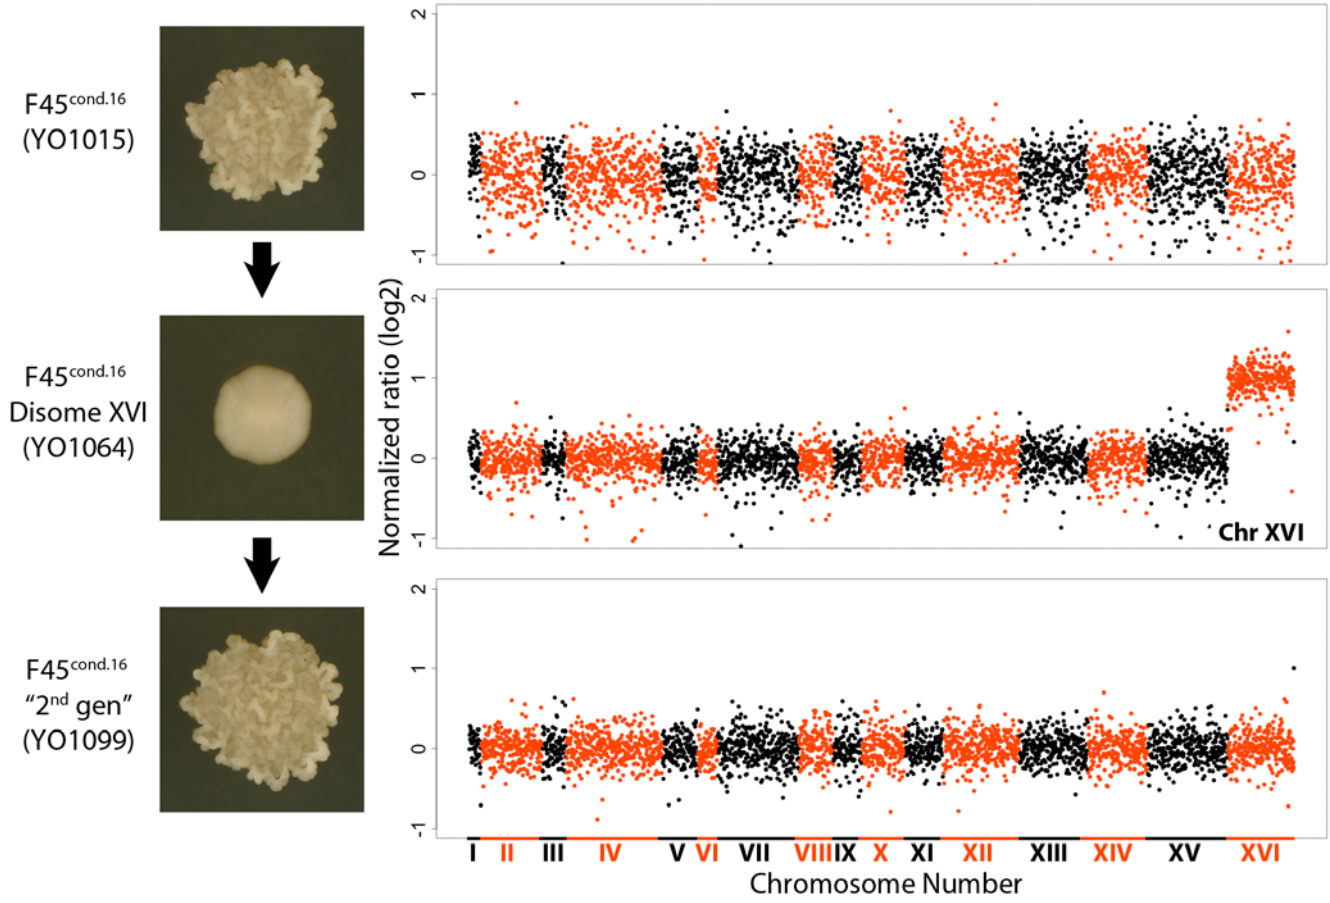 F45cond.16
(YO1015)
F45cond.16
Disome XVI
(YO1064)
F45cond.16
“2nd gen”
(YO1099)
Normalized ratio (log2)
2
1
0
-1
2
1
0
-1
Chr XVI
2
1
0
-1
I II III IV V VI VII VIII IX X XI XII XIII XIV XV XVI
Chromosome Number